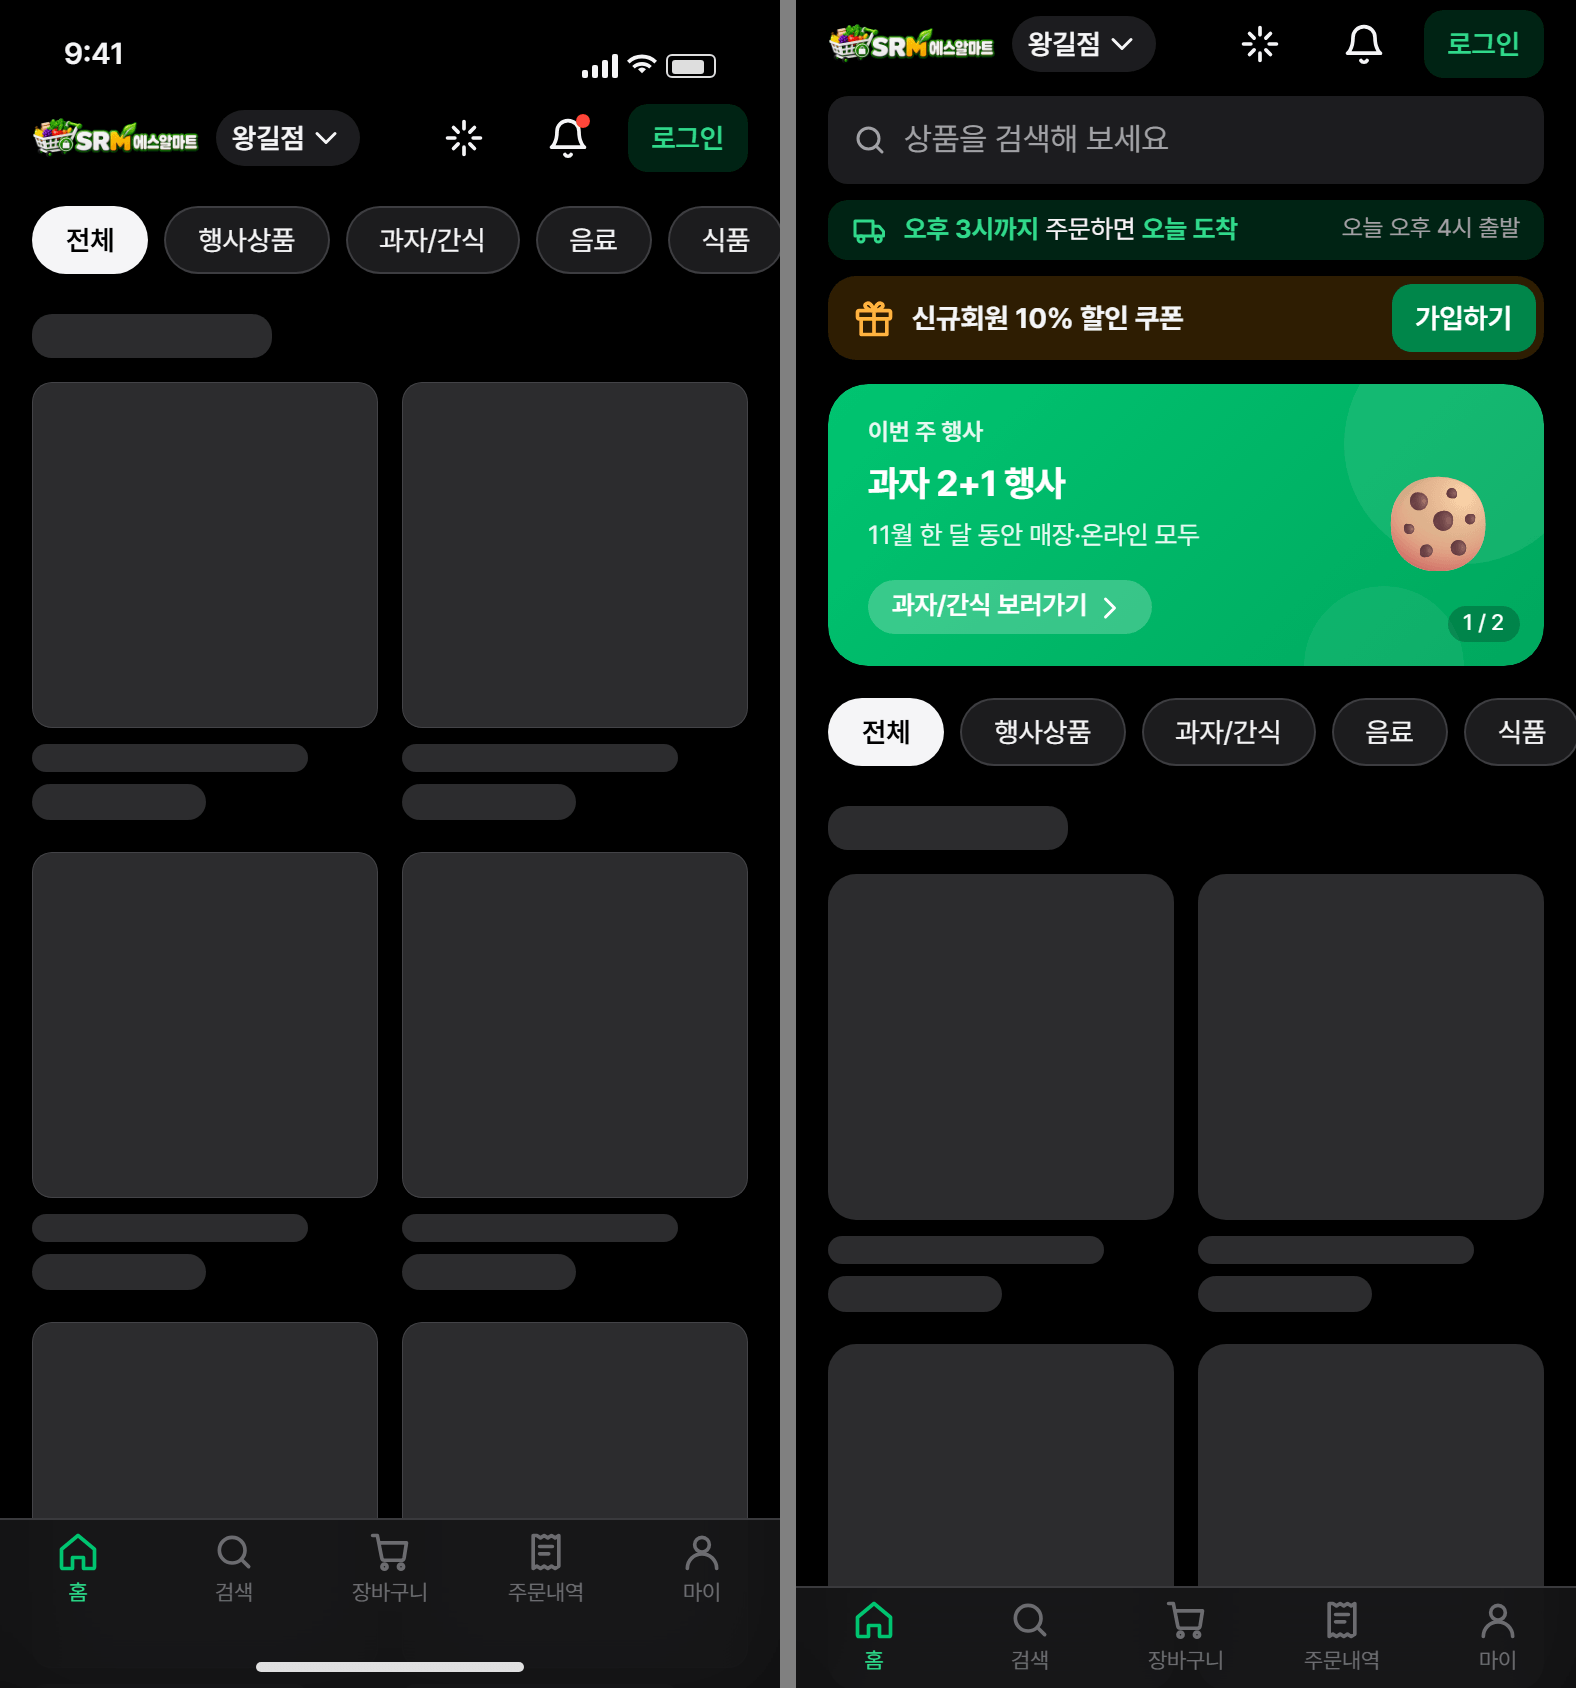 9:41
SRM 에스알마트 왕길점 로그인
전체 행사상품 과자/간식 음료 식품
홈 검색 장바구니 주문내역 마이
SRM 에스알마트 왕길점 로그인
상품을 검색해 보세요
오후 3시까지 주문하면 오늘 도착 오늘 오후 4시 출발
신규회원 10% 할인 쿠폰 가입하기
이번 주 행사
과자 2+1 행사
11월 한 달 동안 매장·온라인 모두
과자/간식 보러가기
1 / 2
전체 행사상품 과자/간식 음료 식품
홈 검색 장바구니 주문내역 마이